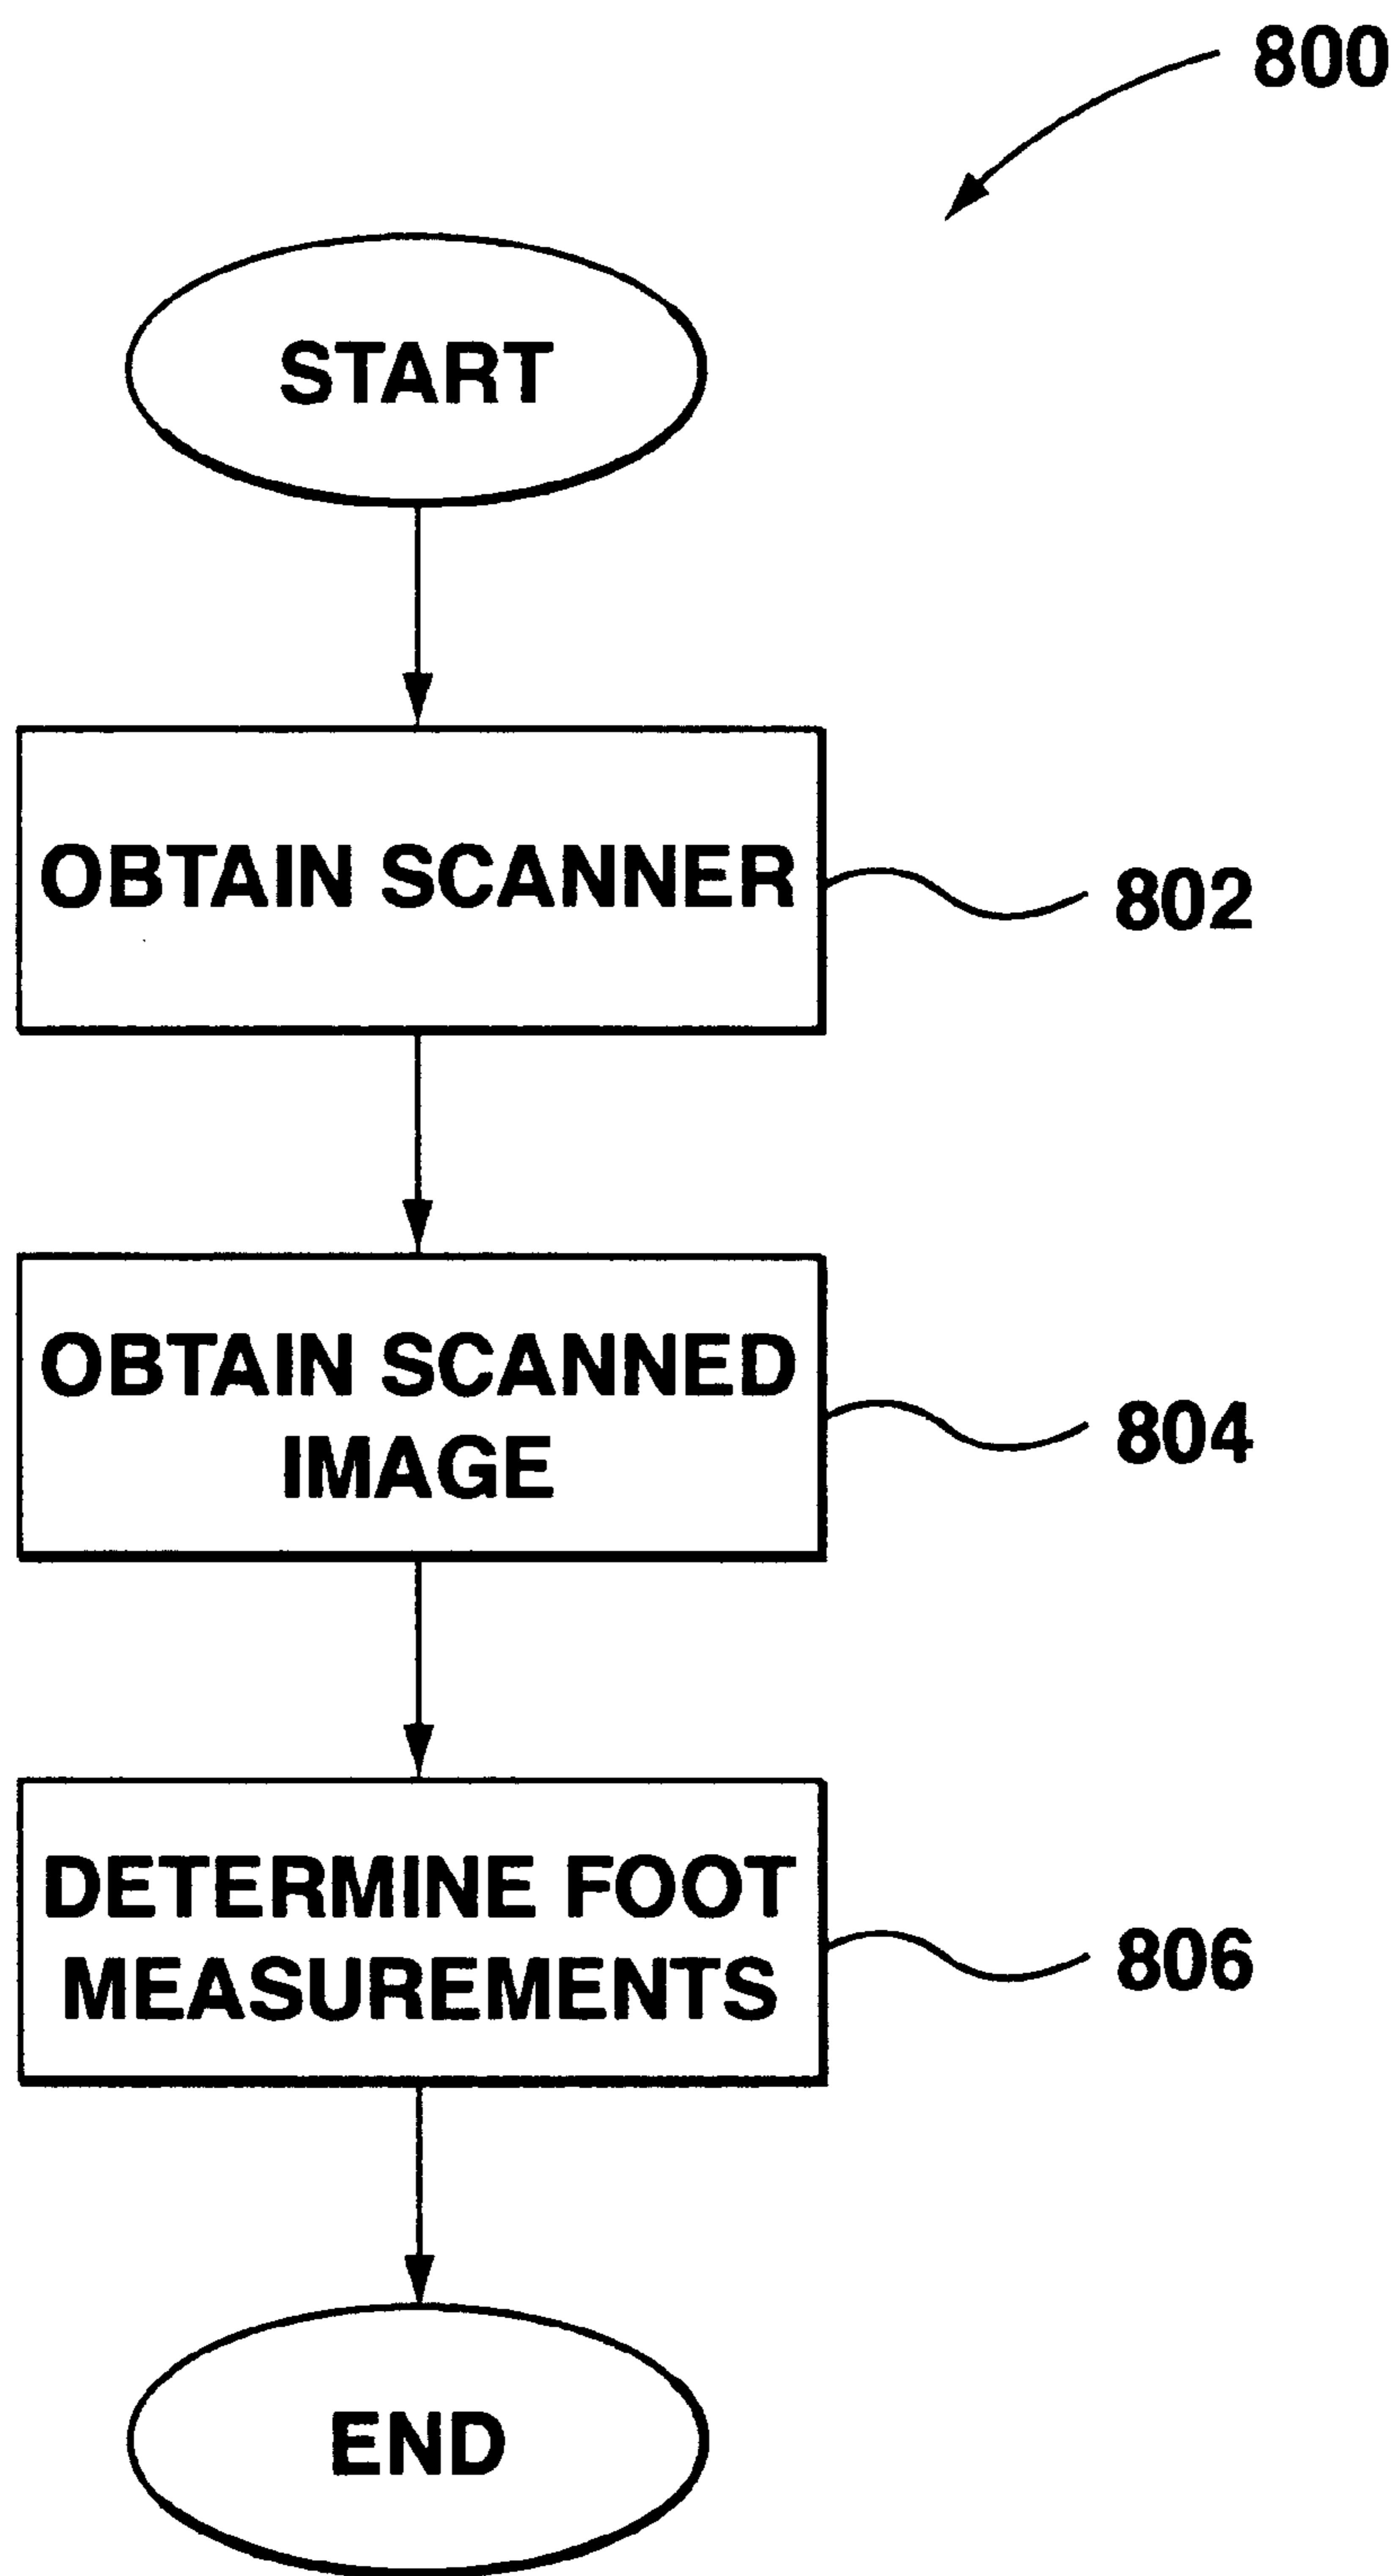 800
START
OBTAIN SCANNER
802
OBTAIN SCANNED
IMAGE
804
DETERMINE FOOT
MEASUREMENTS
806
END